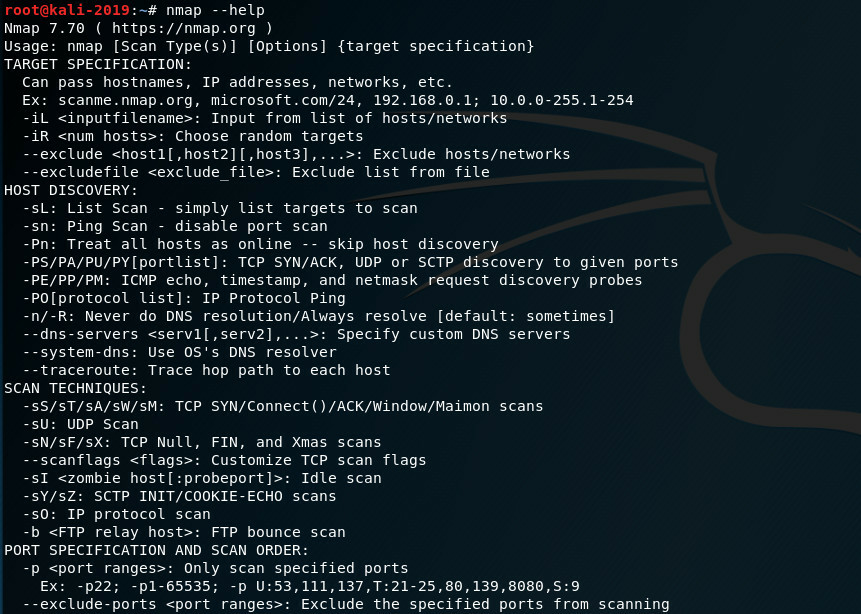 root@kali-2019:~# nmap --help
Nmap 7.70 ( https://nmap.org )
Usage: nmap [Scan Type(s)] [Options] {target specification}
TARGET SPECIFICATION:
  Can pass hostnames, IP addresses, networks, etc.
  Ex: scanme.nmap.org, microsoft.com/24, 192.168.0.1; 10.0.0-255.1-254
  -iL <inputfilename>: Input from list of hosts/networks
  -iR <num hosts>: Choose random targets
  --exclude <host1[,host2][,host3],...>: Exclude hosts/networks
  --excludefile <exclude_file>: Exclude list from file
HOST DISCOVERY:
  -sL: List Scan - simply list targets to scan
  -sn: Ping Scan - disable port scan
  -Pn: Treat all hosts as online -- skip host discovery
  -PS/PA/PU/PY[portlist]: TCP SYN/ACK, UDP or SCTP discovery to given ports
  -PE/PP/PM: ICMP echo, timestamp, and netmask request discovery probes
  -PO[protocol list]: IP Protocol Ping
  -n/-R: Never do DNS resolution/Always resolve [default: sometimes]
  --dns-servers <serv1[,serv2],...>: Specify custom DNS servers
  --system-dns: Use OS's DNS resolver
  --traceroute: Trace hop path to each host
SCAN TECHNIQUES:
  -sS/sT/sA/sW/sM: TCP SYN/Connect()/ACK/Window/Maimon scans
  -sU: UDP Scan
  -sN/sF/sX: TCP Null, FIN, and Xmas scans
  --scanflags <flags>: Customize TCP scan flags
  -sI <zombie host[:probeport]>: Idle scan
  -sY/sZ: SCTP INIT/COOKIE-ECHO scans
  -sO: IP protocol scan
  -b <FTP relay host>: FTP bounce scan
PORT SPECIFICATION AND SCAN ORDER:
  -p <port ranges>: Only scan specified ports
    Ex: -p22; -p1-65535; -p U:53,111,137,T:21-25,80,139,8080,S:9
  --exclude-ports <port ranges>: Exclude the specified ports from scanning